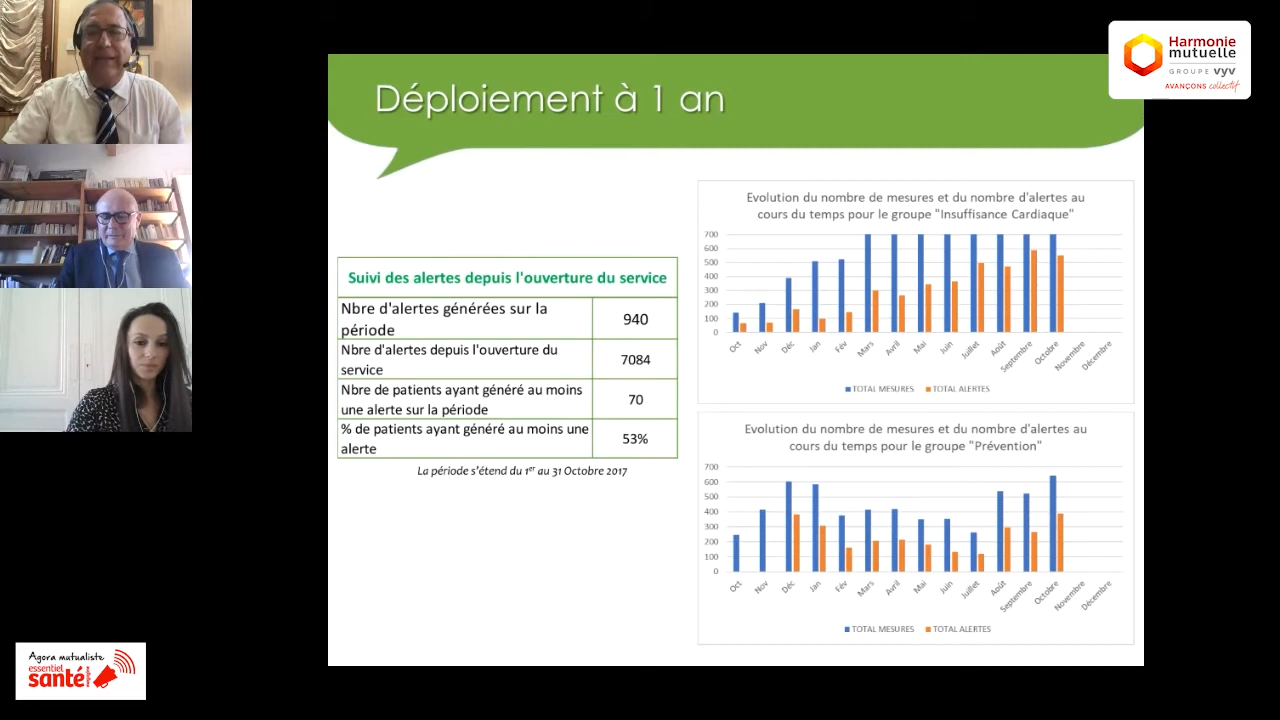 Harmonie
mutuelle
GROUPE vyv
AVANÇONS collectif
Déploiement à 1 an
Suivi des alertes depuis l'ouverture du service
Nbre d'alertes générées sur la
période
940
Nbre d'alertes depuis l'ouverture du
service
7084
Nbre de patients ayant généré au moins
une alerte sur la période
70
% de patients ayant généré au moins une
alerte
53%
La période s'étend du 1er au 31 Octobre 2017
Evolution du nombre de mesures et du nombre d'alertes au
cours du temps pour le groupe "Insuffisance Cardiaque"
700
600
500
400
300
200
100
0
Oct
Nov
Déc
Jan
Fév
Mars
Avril
Mai
Juin
Juillet
Août
Septembre
Octobre
Novembre
Décembre
TOTAL MESURES
TOTAL ALERTES
Evolution du nombre de mesures et du nombre d'alertes au
cours du temps pour le groupe "Prévention"
700
600
500
400
300
200
100
0
Oct
Nov
Déc
Jan
Fév
Mars
Avril
Mai
Juin
Juillet
Août
Septembre
Octobre
Novembre
Décembre
TOTAL MESURES
TOTAL ALERTES
Agora mutualiste
essentiel
santé
magazine